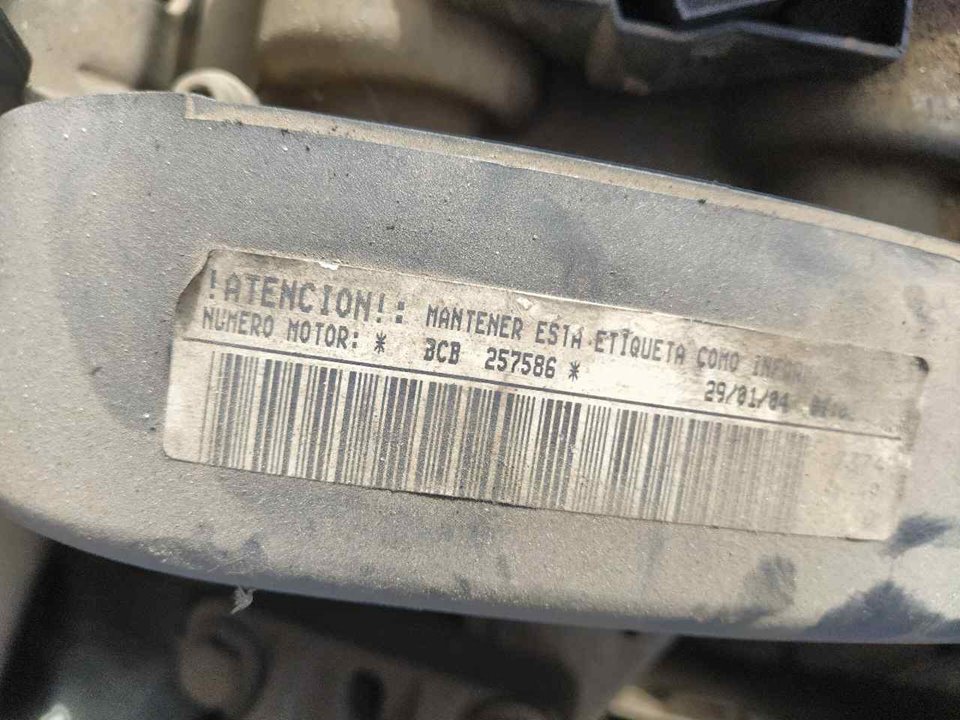 !ATENCION!: MANTENER ESTA ETIQUETA COMO
NUMERO MOTOR: * BCB 257586 * 29/01/04